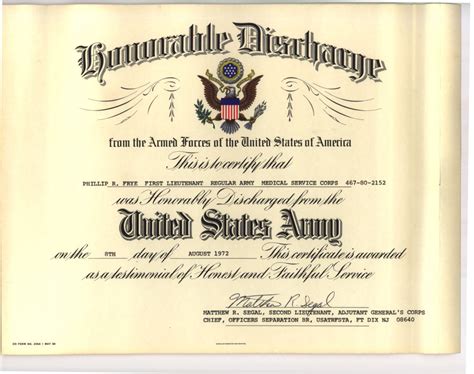 Honorable Discharge
from the Armed Forces of the United States of America
This is to certify that
PHILLIP R. FRYE FIRST LIEUTENANT REGULAR ARMY MEDICAL SERVICE CORPS 467-80-2152
was Honorably Discharged from the
United States Army
on the 8TH day of AUGUST 1972 This certificate is awarded
as a testimonial of Honest and Faithful Service
Matthew R. Segal
MATTHEW R. SEGAL, SECOND LIEUTENANT, ADJUTANT GENERAL'S CORPS
CHIEF, OFFICERS SEPARATION BR, USATRFSTA, FT DIX NJ 08640
DD FORM